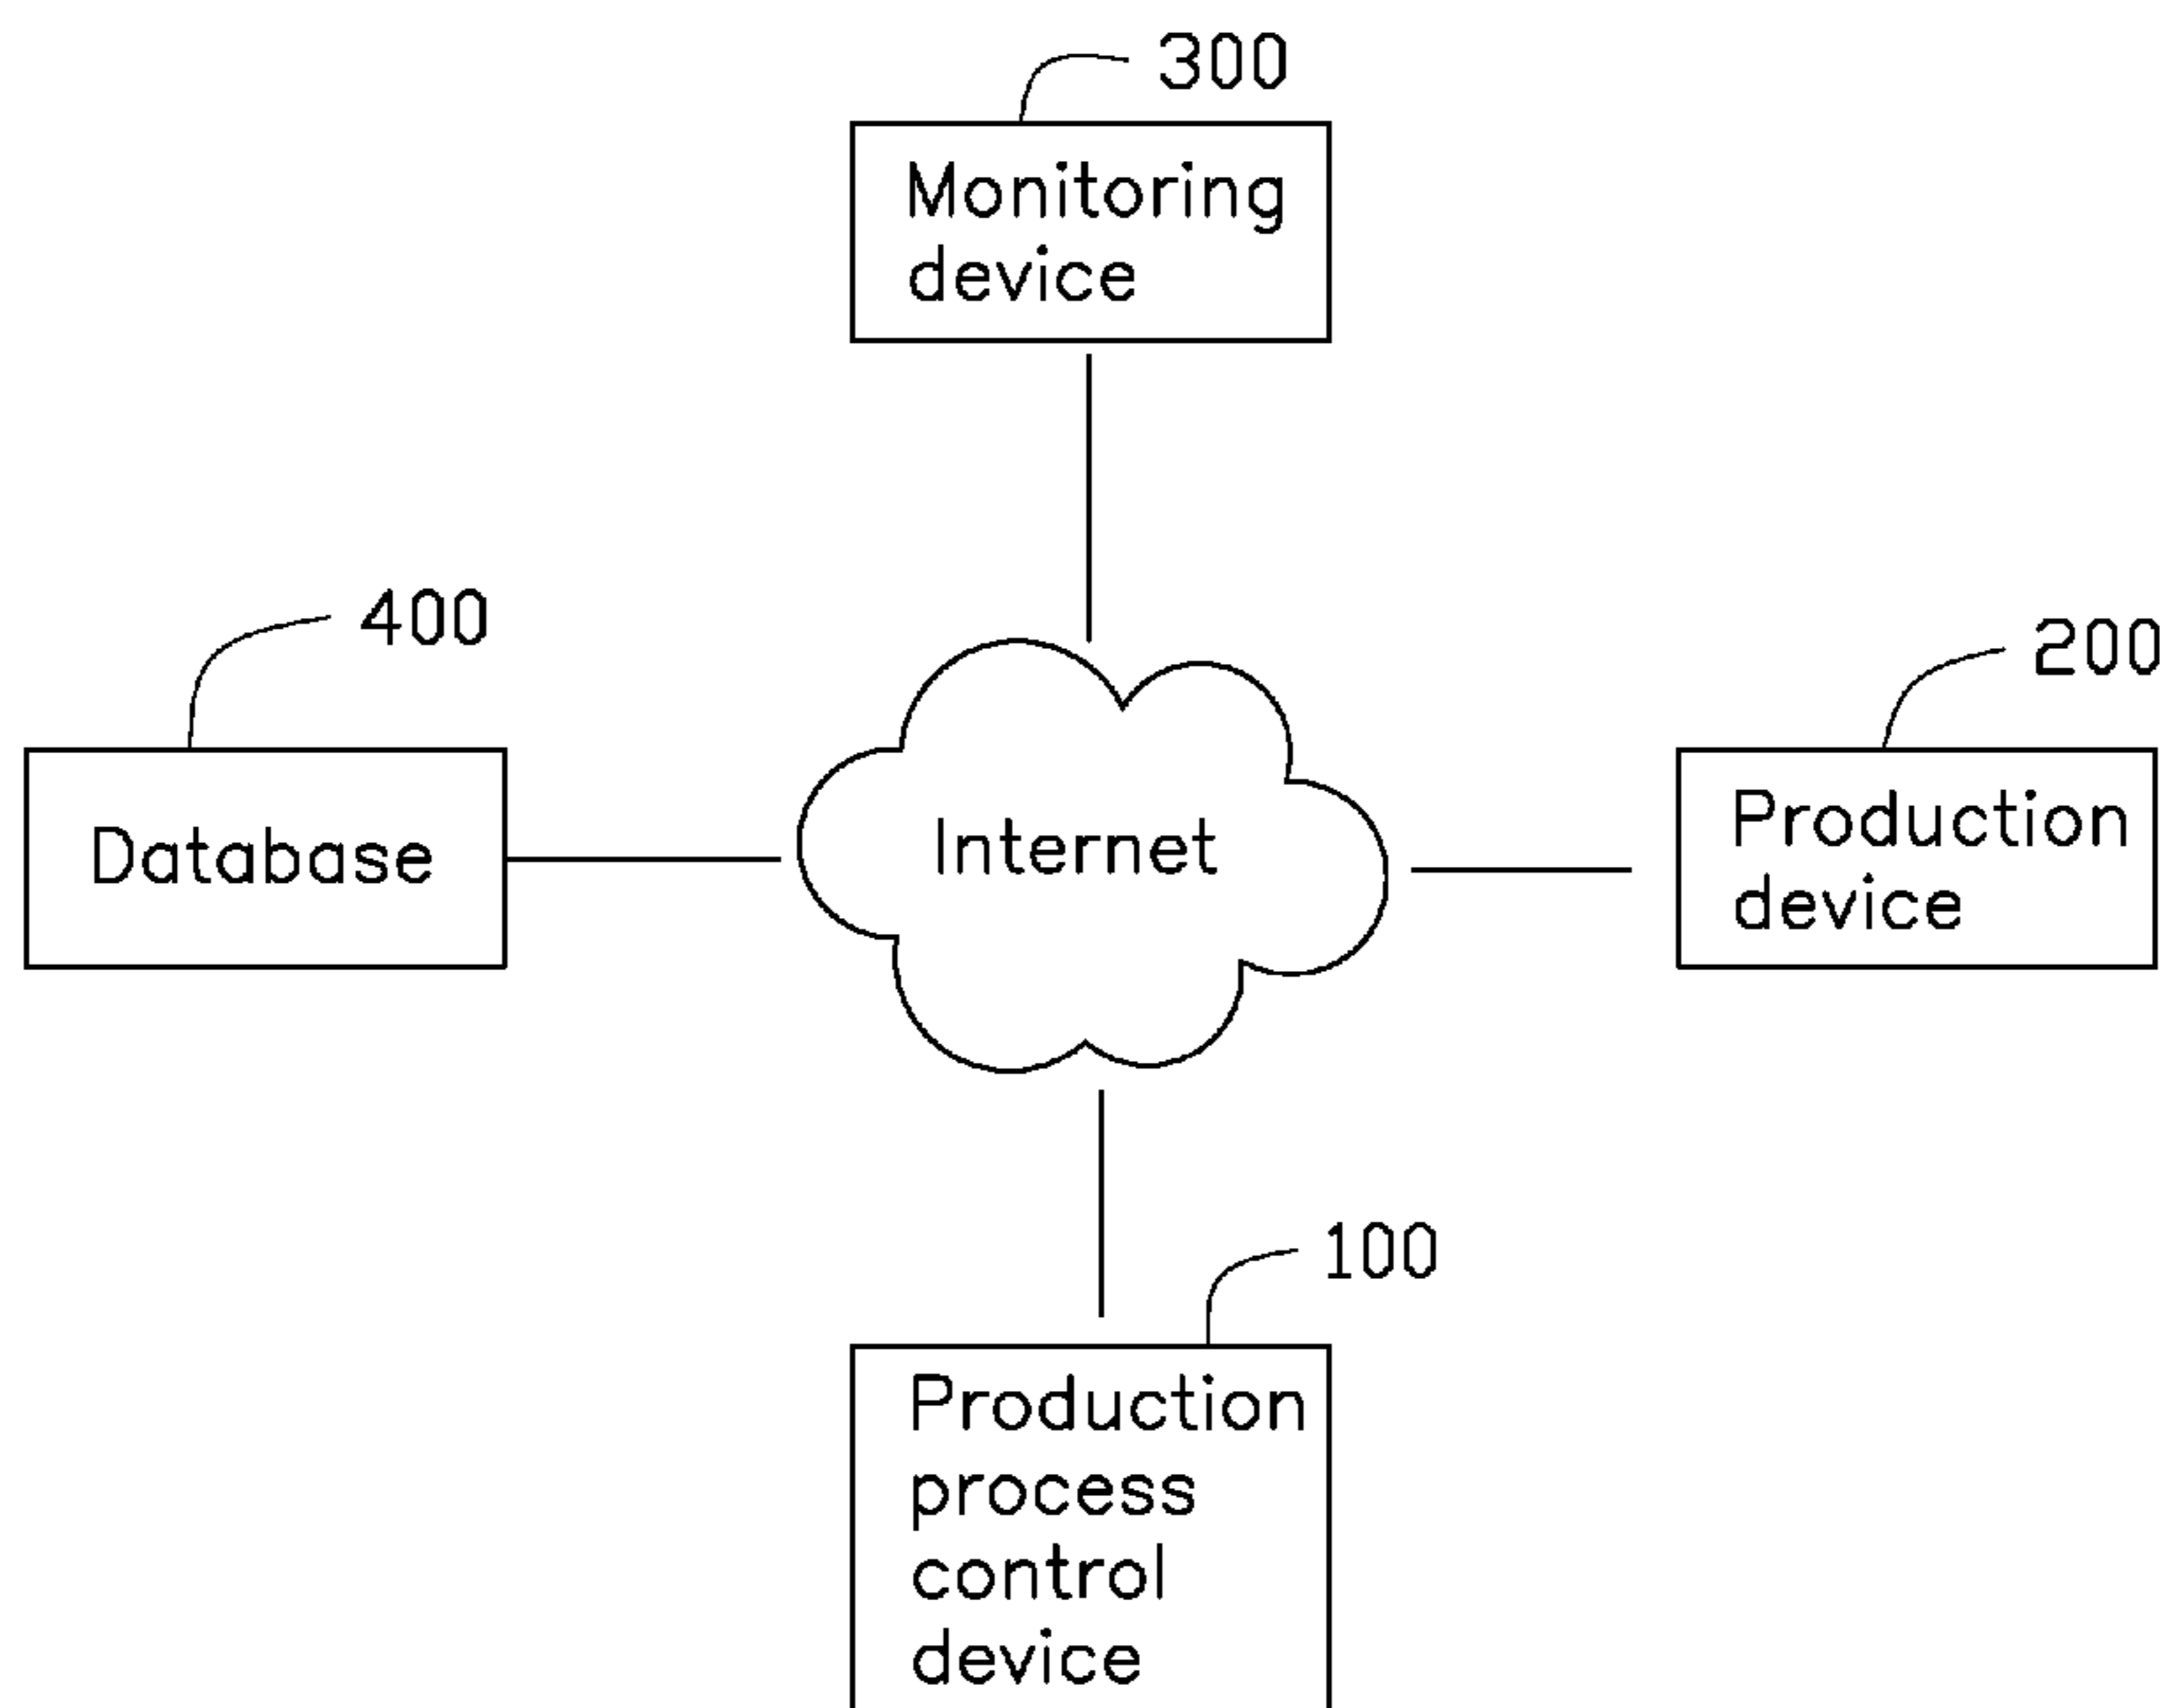 300
Monitoring
device
400
200
Database
Internet
Production
device
100
Production
process
control
device